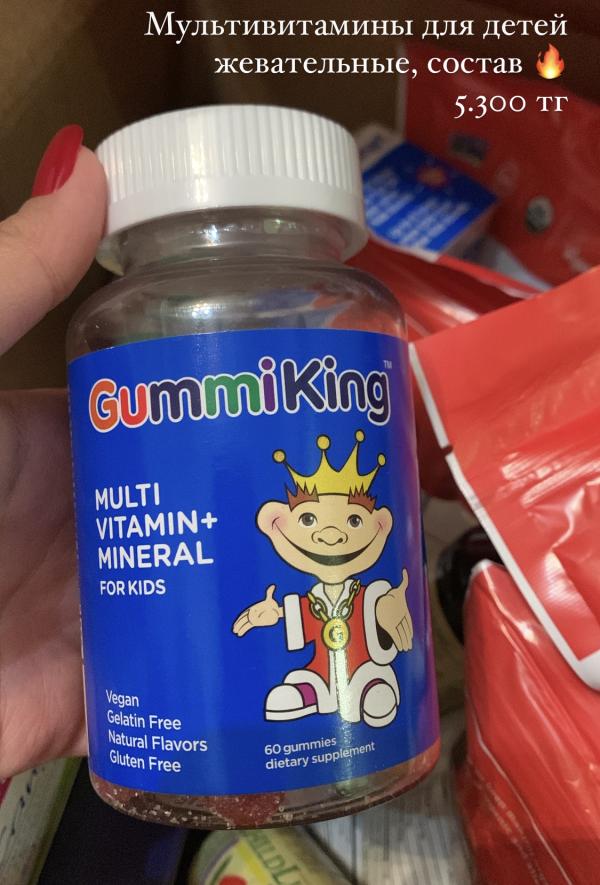 Мультивитамины для детей
жевательные, состав 🔥
5.300 тг
GummiKing™
MULTI
VITAMIN+
MINERAL
FOR KIDS
G
Vegan
Gelatin Free
Natural Flavors
Gluten Free
60 gummies
dietary supplement